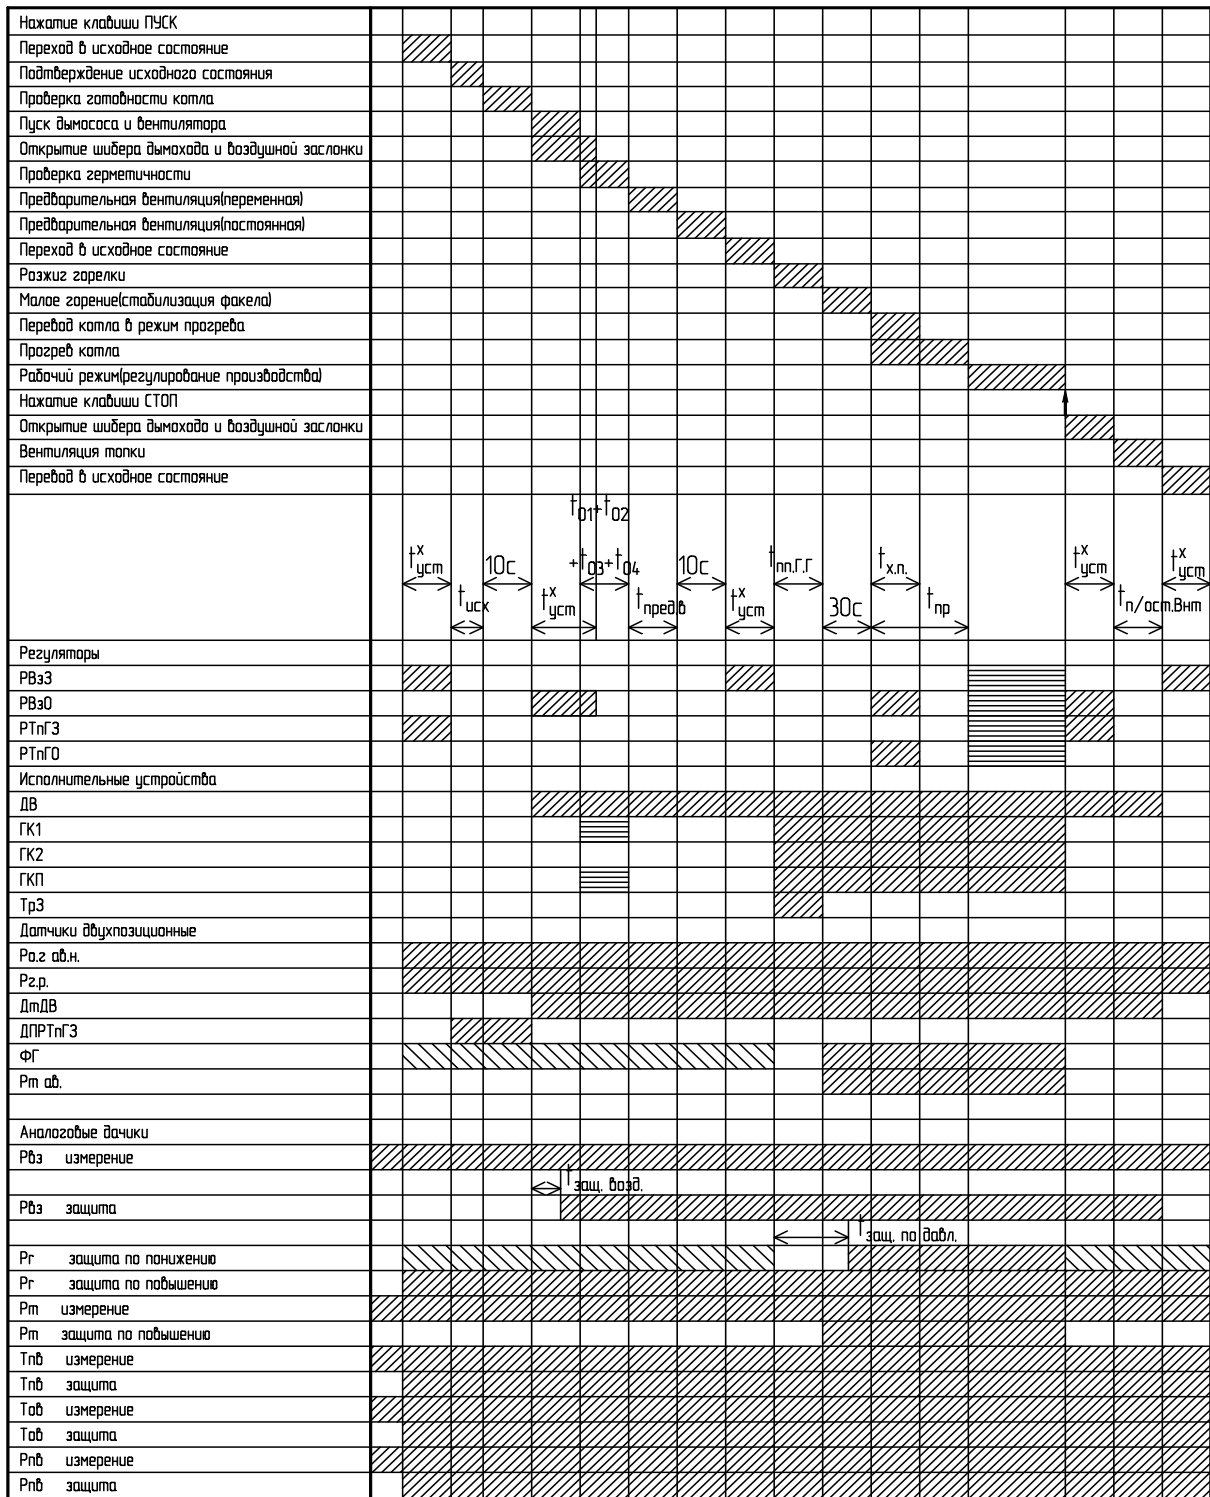 Нажатие клавиши ПУСК
Переход в исходное состояние
Подтверждение исходного состояния
Проверка готовности котла
Пуск дымососа и вентилятора
Открытие шибера дымохода и воздушной заслонки
Проверка герметичности
Предварительная вентиляция(переменная)
Предварительная вентиляция(постоянная)
Переход в исходное состояние
Розжиг горелки
Малое горение(стабилизация факела)
Перевод котла в режим прогрева
Прогрев котла
Рабочий режим(регулирование производства)
Нажатие клавиши СТОП
Открытие шибера дымохода и воздушной заслонки
Вентиляция топки
Перевод в исходное состояние
t01+t02
tхуст 10с +t03+t04 10с tпп.Г.Г tх.п. tхуст tхуст
tиск tхуст tпредв tхуст 30с tпр tп/ост.Внт
Регуляторы
РВзЗ
РВзО
РТпГЗ
РТпГО
Исполнительные устройства
ДВ
ГК1
ГК2
ГКП
ТрЗ
Датчики двухпозиционные
Ро.г ав.н.
Рг.р.
ДтДВ
ДПРТпГЗ
ФГ
Рт ав.
Аналоговые дачики
Рвз измерение
tзащ. возд.
Рвз защита
tзащ. по давл.
Рг защита по понижению
Рг защита по повышению
Рт измерение
Рт защита по повышению
Тпв измерение
Тпв защита
Тов измерение
Тов защита
Рпв измерение
Рпв защита